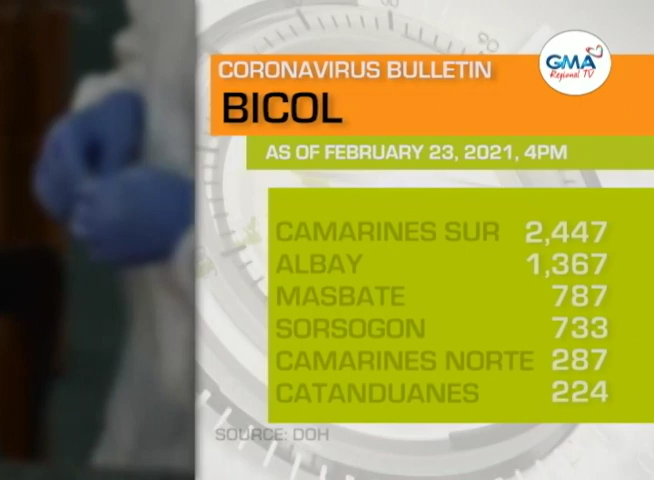 GMA
Regional TV
CORONAVIRUS BULLETIN
BICOL
AS OF FEBRUARY 23, 2021, 4PM
CAMARINES SUR 2,447
ALBAY 1,367
MASBATE 787
SORSOGON 733
CAMARINES NORTE 287
CATANDUANES 224
SOURCE: DOH